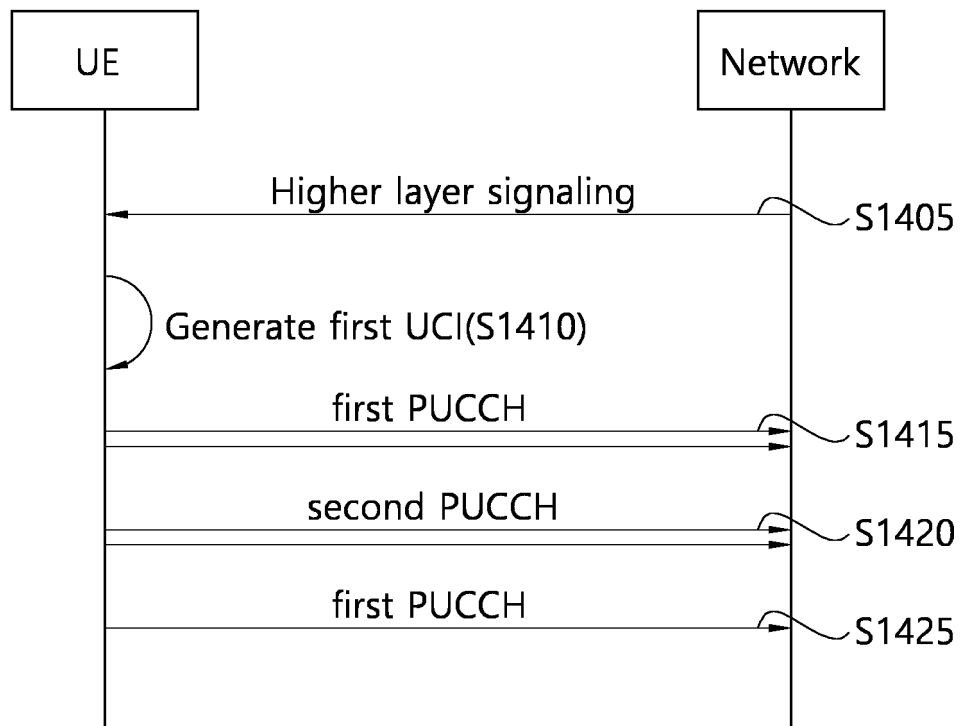 UE
Network
Higher layer signaling
S1405
Generate first UCI(S1410)
first PUCCH
S1415
second PUCCH
S1420
first PUCCH
S1425